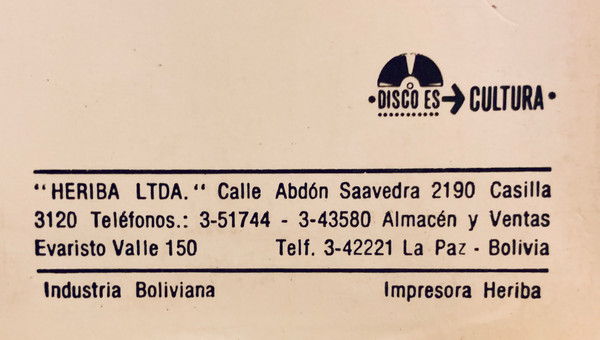 ·DISCO ES→CULTURA·
“HERIBA LTDA.“ Calle Abdón Saavedra 2190 Casilla
3120 Teléfonos.: 3-51744 - 3-43580 Almacén y Ventas
Evaristo Valle 150 Telf. 3-42221 La Paz - Bolivia
Industria Boliviana Impresora Heriba